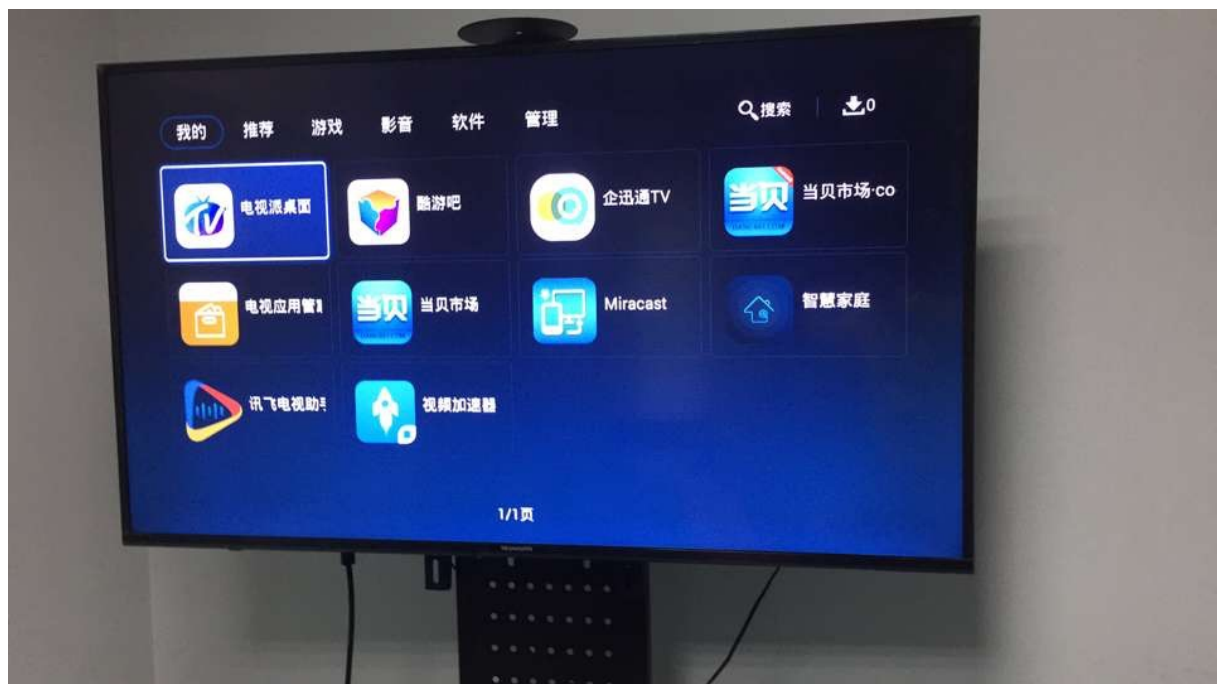 我的 推荐 游戏 影音 软件 管理 搜索 0
电视派桌面 酷游吧 企迅通TV 当贝 当贝市场·co
电视应用管 当贝 当贝市场 Miracast 智慧家庭
讯飞电视助 视频加速器
1/1页